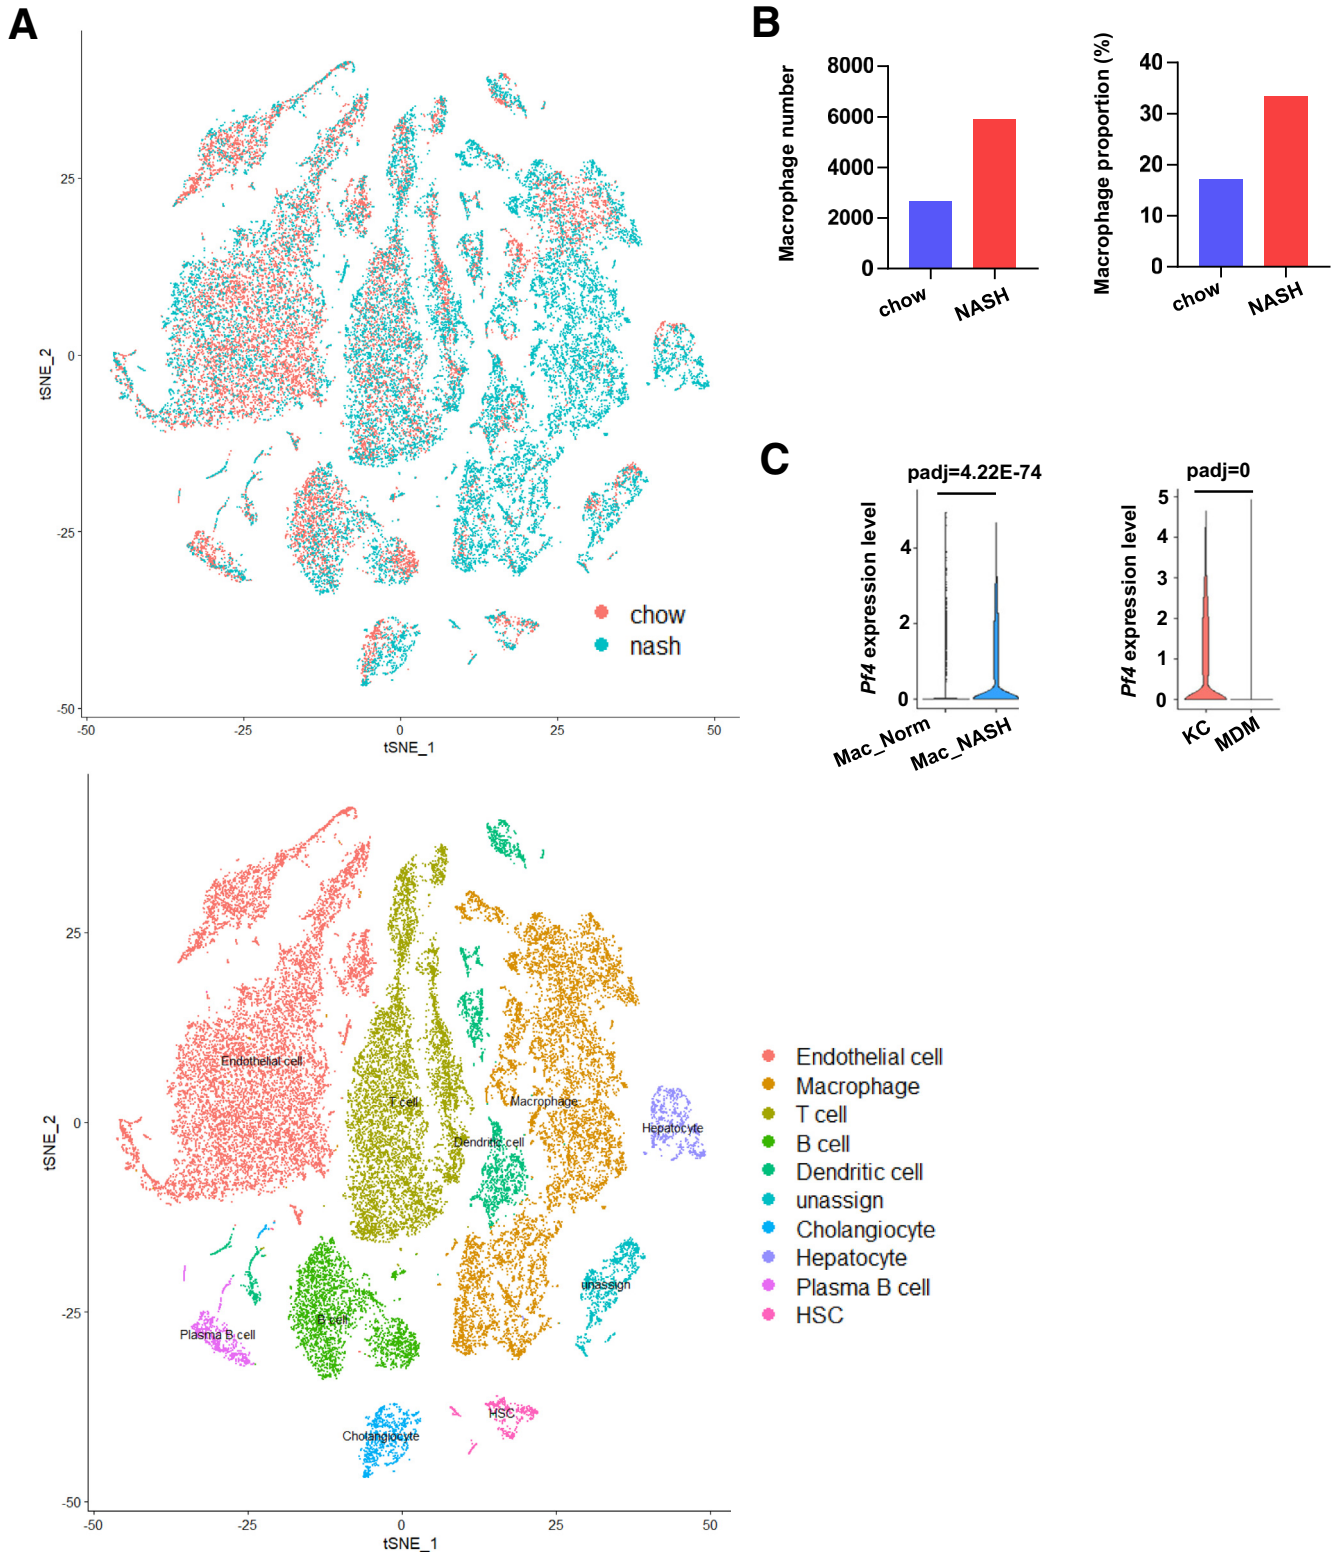 A
25
0
-25
-50
tSNE_2
-50
-25
0
25
50
tSNE_1
chow
nash
B
Macrophage number
8000
6000
4000
2000
0
chow
NASH
Macrophage proportion (%)
40
30
20
10
0
chow
NASH
C
padj=4.22E-74
Pf4 expression level
4
2
0
Mac_Norm
Mac_NASH
padj=0
Pf4 expression level
5
4
3
2
1
0
KC
MDM
25
0
-25
-50
tSNE_2
-50
-25
0
25
50
tSNE_1
Endothelial cell
T cell
Macrophage
Dendritic cell
Hepatocyte
unassign
B cell
Plasma B cell
HSC
Cholangiocyte
Endothelial cell
Macrophage
T cell
B cell
Dendritic cell
unassign
Cholangiocyte
Hepatocyte
Plasma B cell
HSC